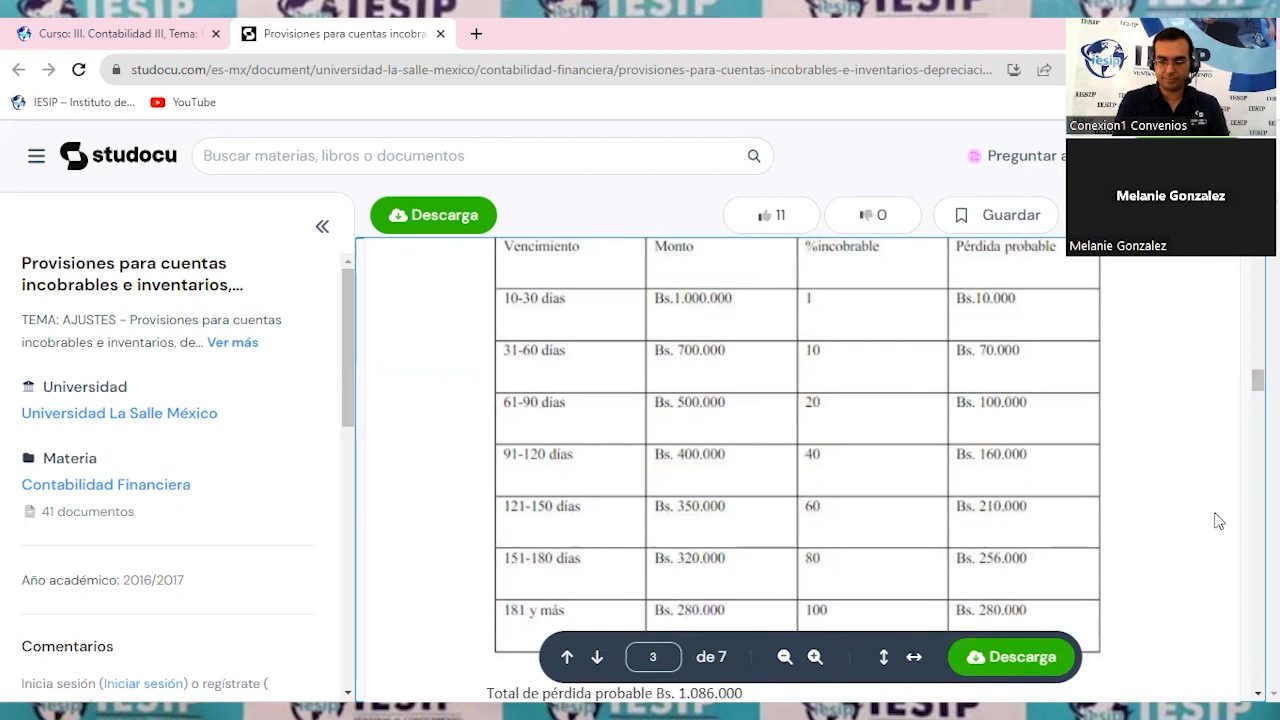 IESIP
Curso: III. Contabilidad III, Tema:
Provisiones para cuentas incobra
studocu.com/es-mx/document/universidad-la-salle-mexico/contabilidad-financiera/provisiones-para-cuentas-incobrables-e-inventarios-depreciaci...
IESIP – Instituto de...
YouTube
iesip
IESIP
Conexion1 Convenios
Melanie Gonzalez
Melanie Gonzalez
studocu
Buscar materias, libros o documentos
Preguntar a
Descarga
11
0
Guardar
Provisiones para cuentas
incobrables e inventarios,...
TEMA: AJUSTES - Provisiones para cuentas
incobrables e inventarios, de... Ver más
Universidad
Universidad La Salle México
Materia
Contabilidad Financiera
41 documentos
Año académico: 2016/2017
Comentarios
Inicia sesión (Iniciar sesión) o regístrate (
Vencimiento Monto %incobrable Pérdida probable
10-30 días Bs.1.000.000 1 Bs.10.000
31-60 días Bs. 700.000 10 Bs. 70.000
61-90 días Bs. 500.000 20 Bs. 100.000
91-120 días Bs. 400.000 40 Bs. 160.000
121-150 días Bs. 350.000 60 Bs. 210.000
151-180 días Bs. 320.000 80 Bs. 256.000
181 y más Bs. 280.000 100 Bs. 280.000
3 de 7
Descarga
Total de pérdida probable Bs. 1.086.000
IESIP